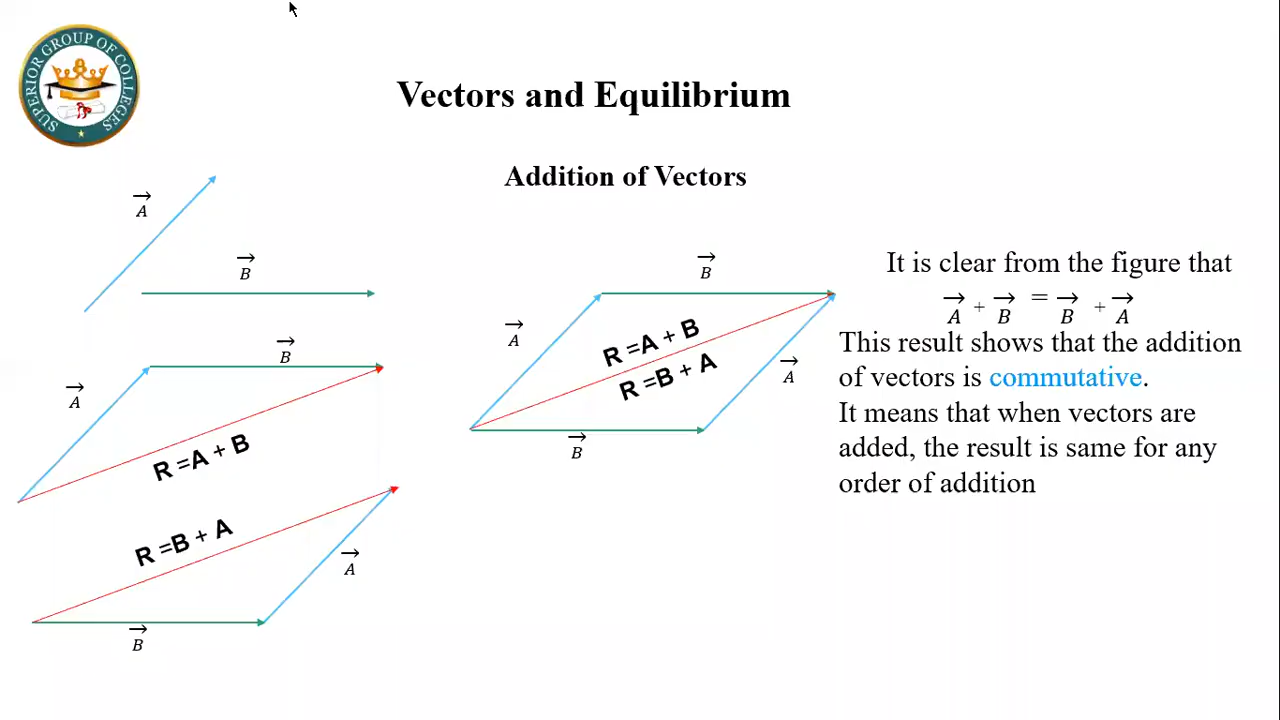 SUPERIOR GROUP OF COLLEGES
Vectors and Equilibrium
Addition of Vectors
A
B
B
A
R =A + B
R =B + A
A
B
B
A
R =A + B
R =B + A
A
B
It is clear from the figure that
A + B = B + A
This result shows that the addition
of vectors is commutative.
It means that when vectors are
added, the result is same for any
order of addition